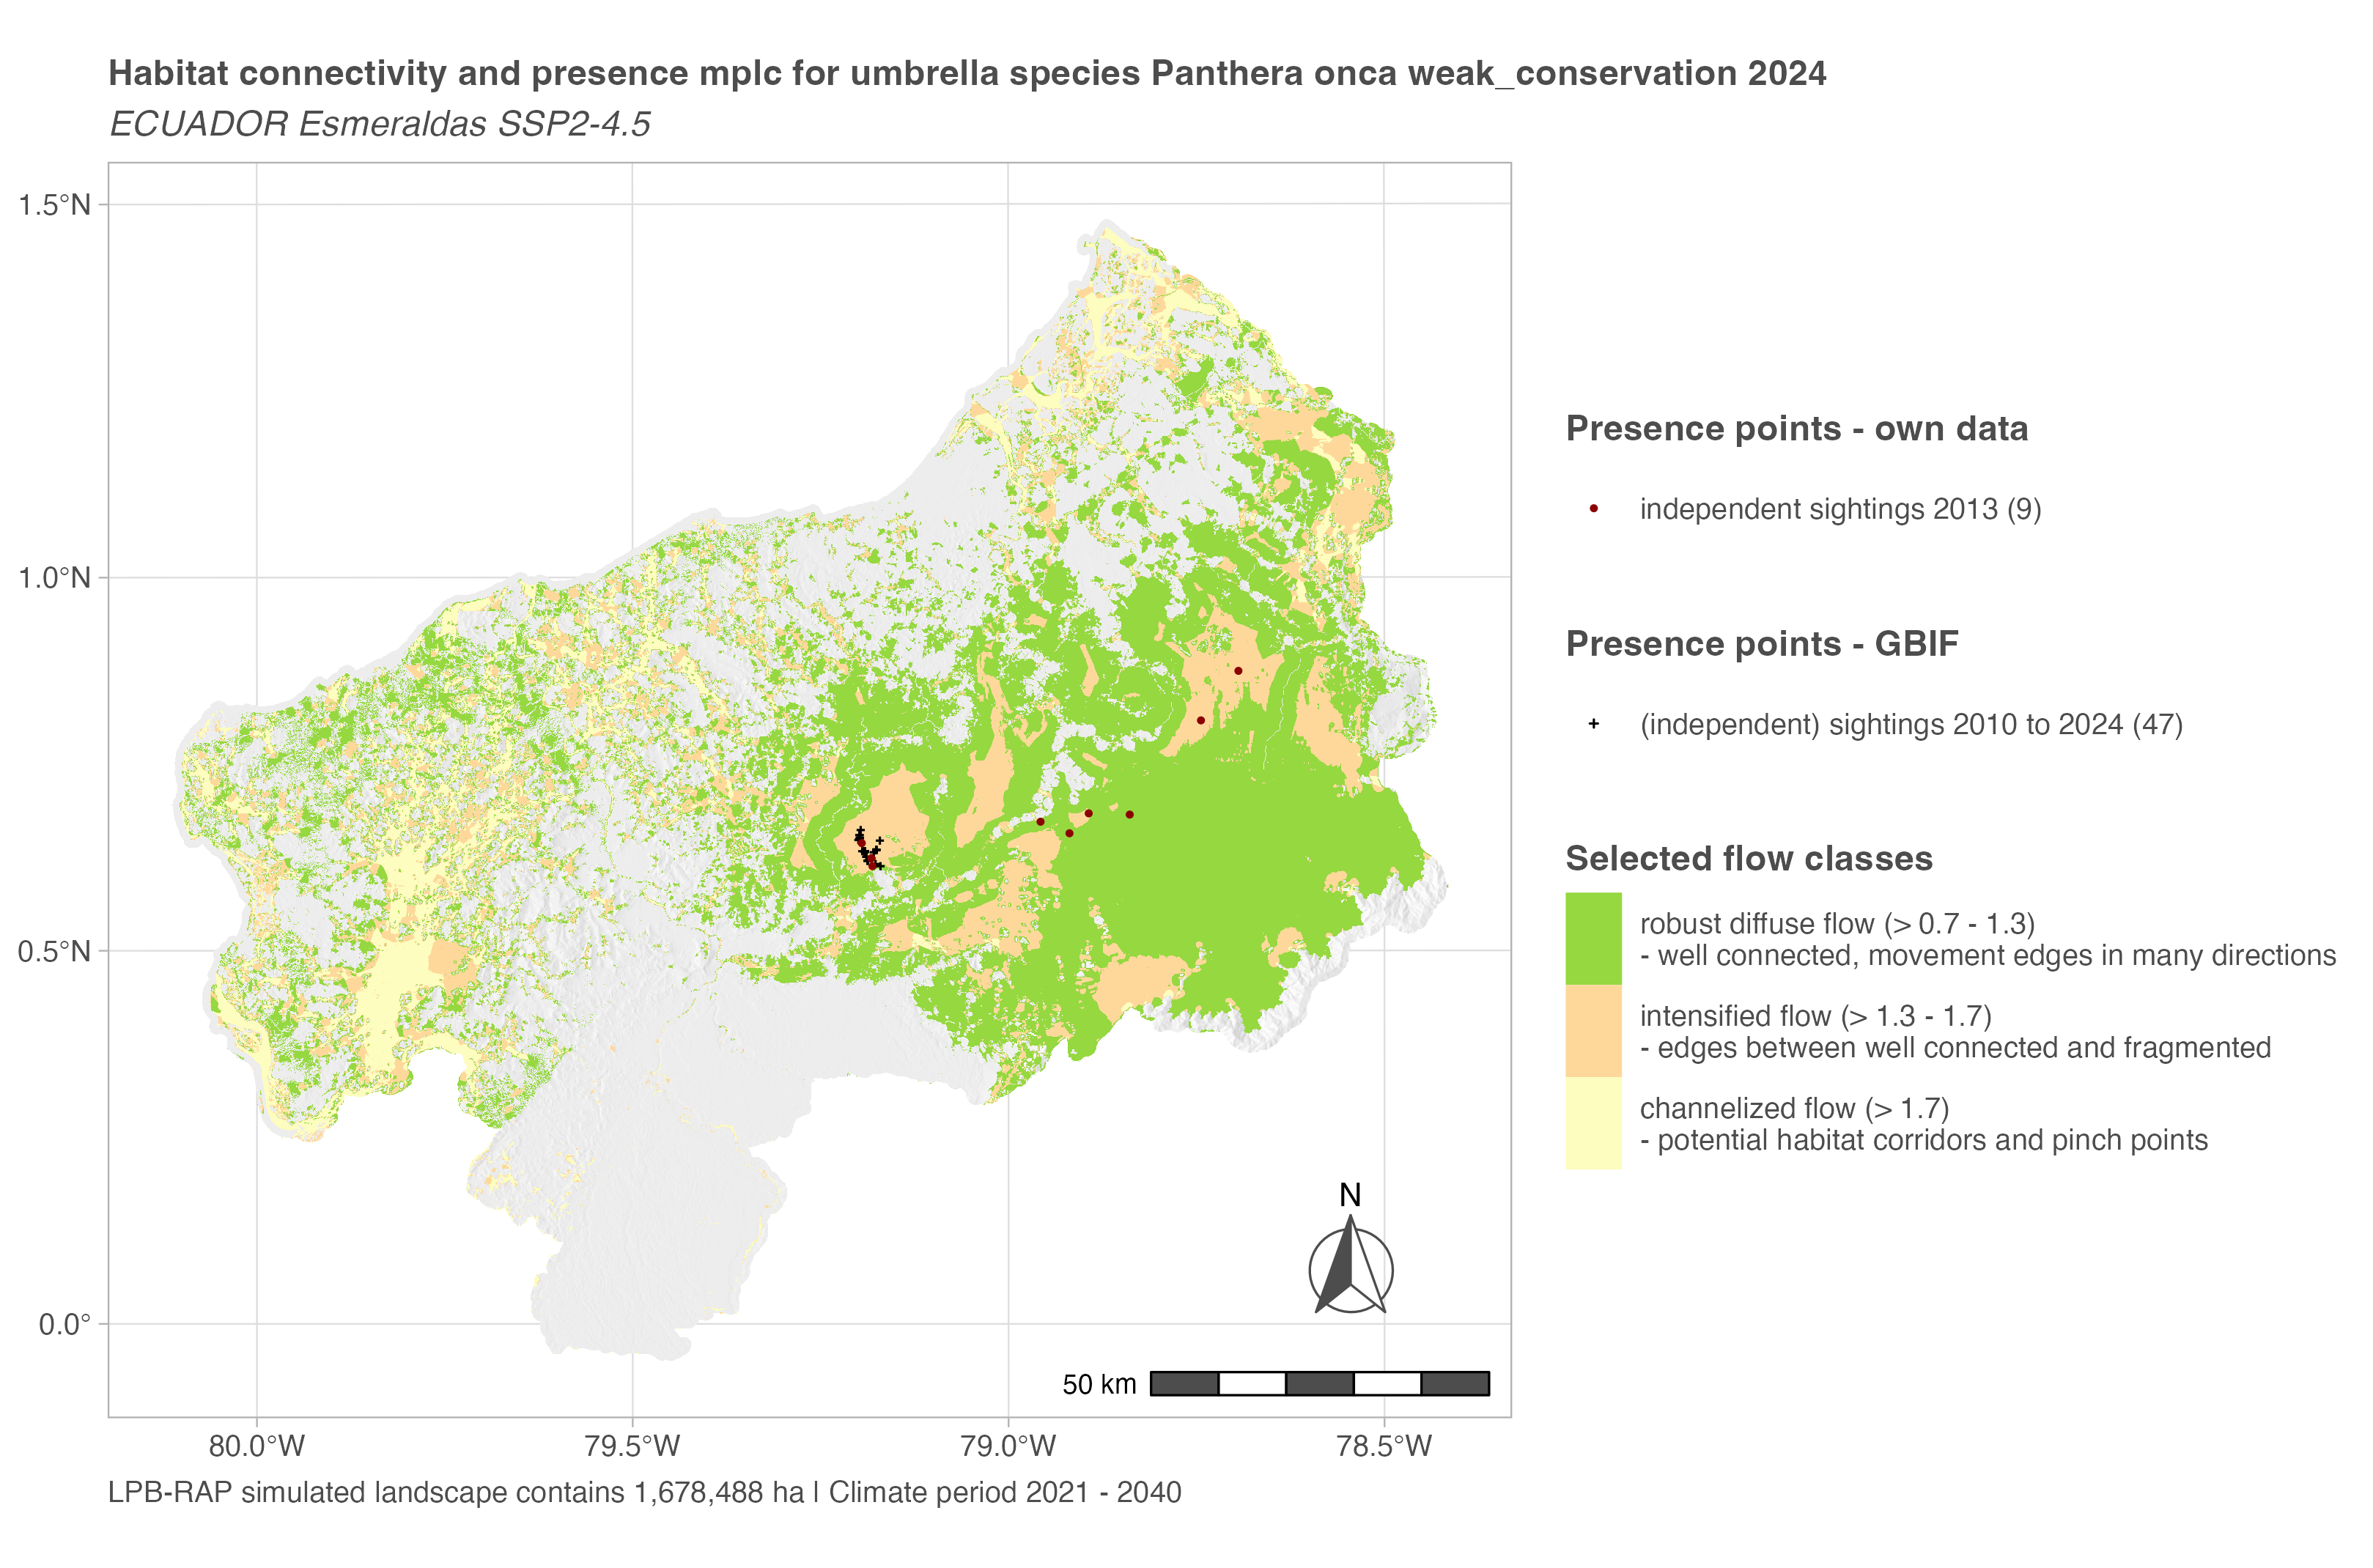 Habitat connectivity and presence mplc for umbrella species Panthera onca weak_conservation 2024
ECUADOR Esmeraldas SSP2-4.5
1.5°N
1.0°N
0.5°N
0.0°
80.0°W
79.5°W
79.0°W
78.5°W
N
50 km
Presence points - own data
independent sightings 2013 (9)
Presence points - GBIF
(independent) sightings 2010 to 2024 (47)
Selected flow classes
robust diffuse flow (> 0.7 - 1.3)
- well connected, movement edges in many directions
intensified flow (> 1.3 - 1.7)
- edges between well connected and fragmented
channelized flow (> 1.7)
- potential habitat corridors and pinch points
LPB-RAP simulated landscape contains 1,678,488 ha | Climate period 2021 - 2040